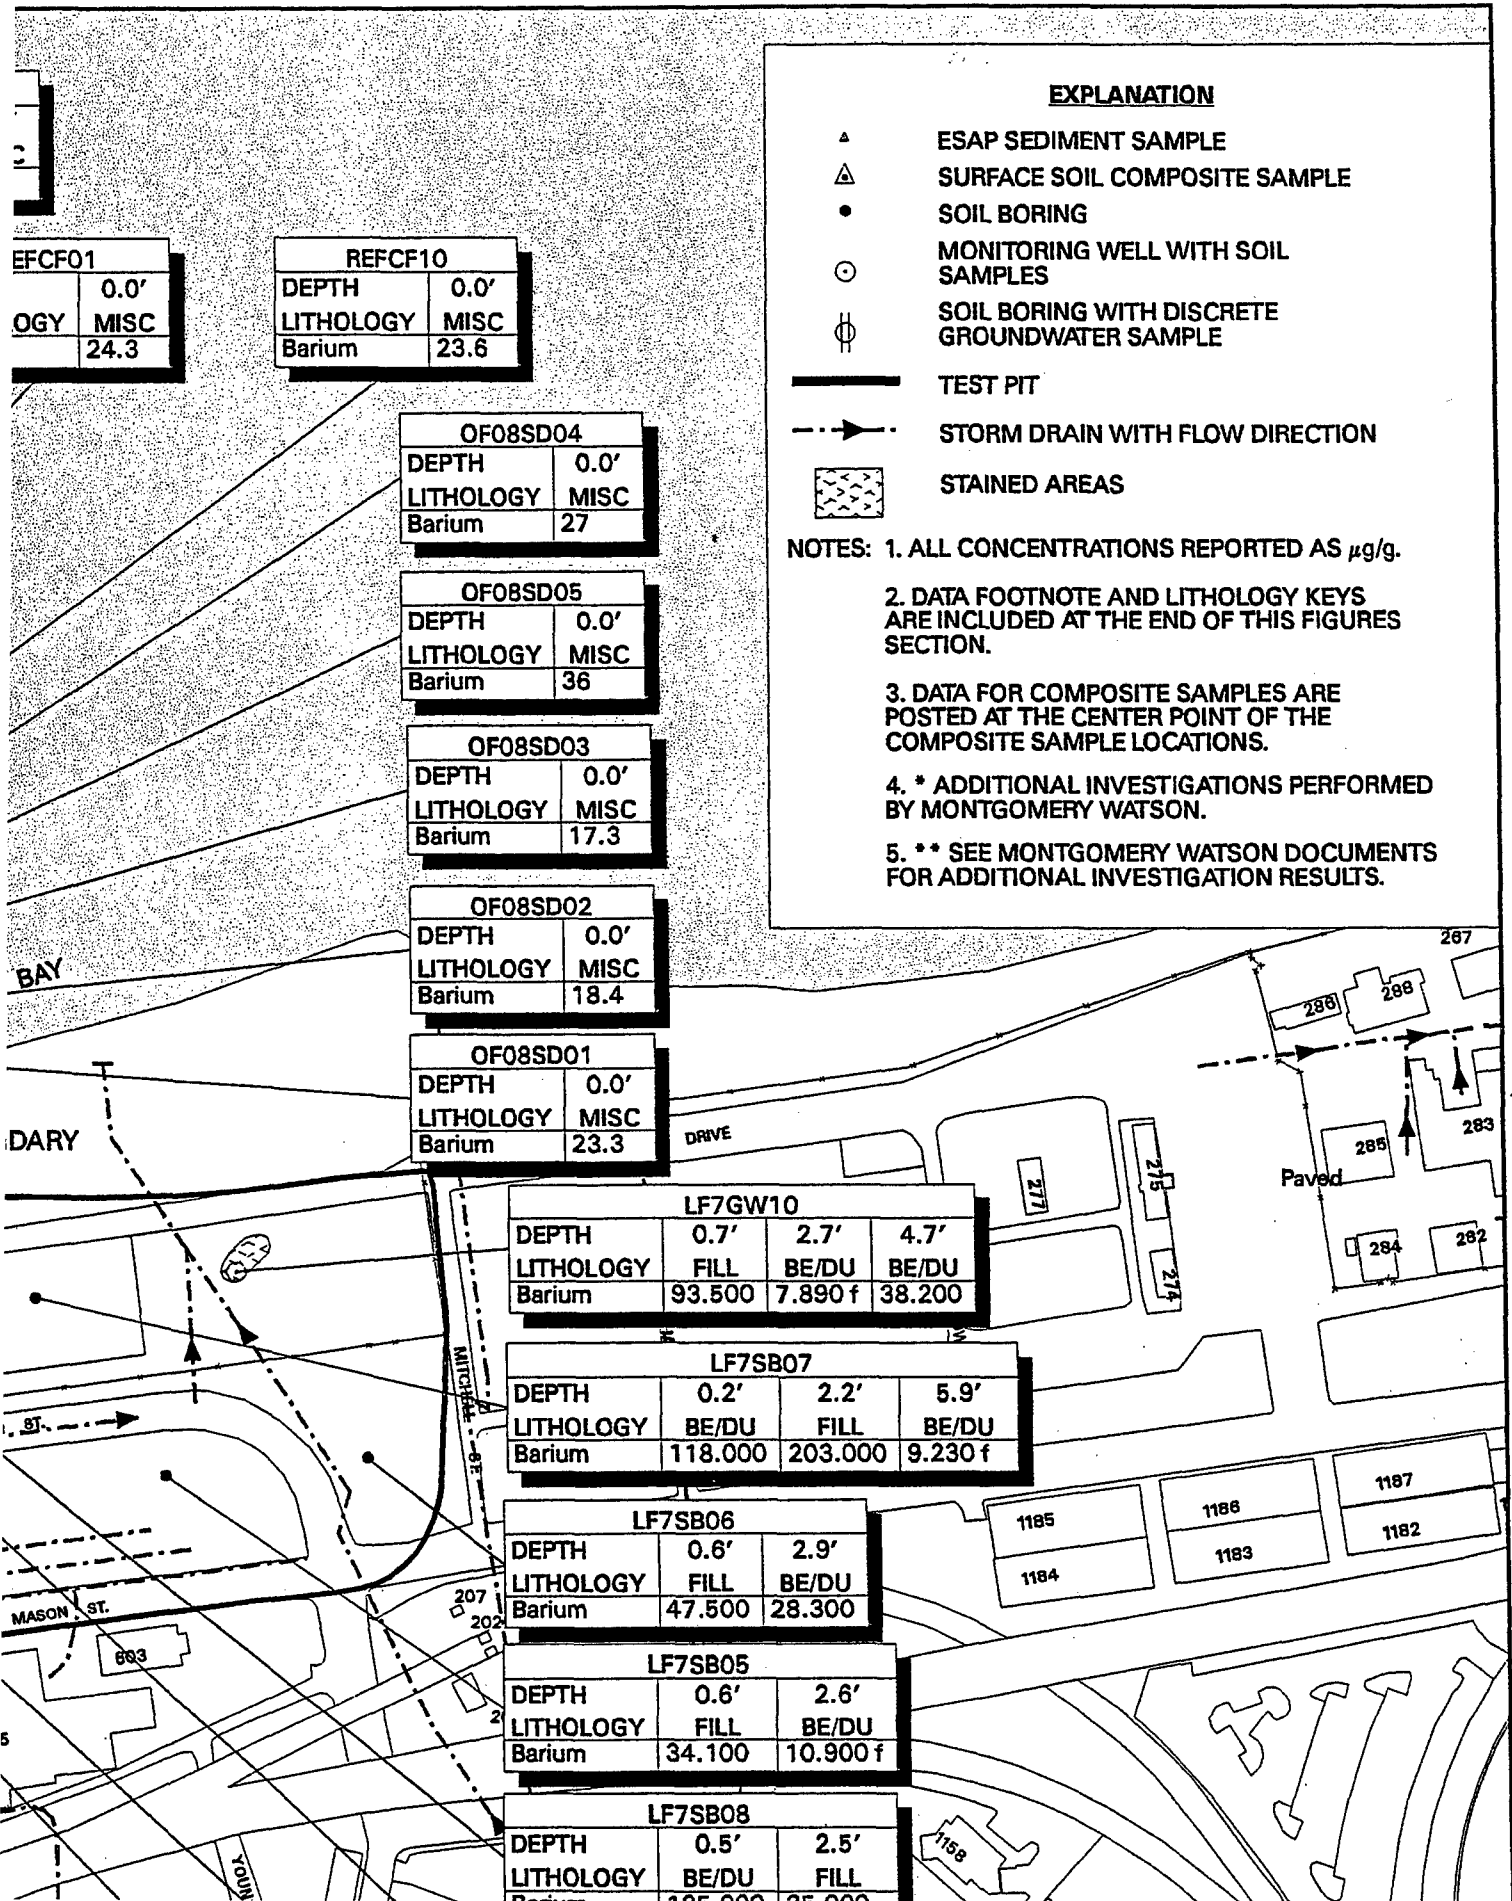 EXPLANATION
ESAP SEDIMENT SAMPLE
SURFACE SOIL COMPOSITE SAMPLE
SOIL BORING
MONITORING WELL WITH SOIL
SAMPLES
SOIL BORING WITH DISCRETE
GROUNDWATER SAMPLE
TEST PIT
STORM DRAIN WITH FLOW DIRECTION
STAINED AREAS
NOTES: 1. ALL CONCENTRATIONS REPORTED AS µg/g.
2. DATA FOOTNOTE AND LITHOLOGY KEYS
ARE INCLUDED AT THE END OF THIS FIGURES
SECTION.
3. DATA FOR COMPOSITE SAMPLES ARE
POSTED AT THE CENTER POINT OF THE
COMPOSITE SAMPLE LOCATIONS.
4. * ADDITIONAL INVESTIGATIONS PERFORMED
BY MONTGOMERY WATSON.
5. ** SEE MONTGOMERY WATSON DOCUMENTS
FOR ADDITIONAL INVESTIGATION RESULTS.
EFCF01
0.0′
OGY MISC
24.3
REFCF10
DEPTH 0.0′
LITHOLOGY MISC
Barium 23.6
OF08SD04
DEPTH 0.0′
LITHOLOGY MISC
Barium 27
OF08SD05
DEPTH 0.0′
LITHOLOGY MISC
Barium 36
OF08SD03
DEPTH 0.0′
LITHOLOGY MISC
Barium 17.3
OF08SD02
DEPTH 0.0′
LITHOLOGY MISC
Barium 18.4
BAY
OF08SD01
DEPTH 0.0′
LITHOLOGY MISC
Barium 23.3
DARY
DRIVE
267
286
288
285
283
Paved
284
282
277
275
274
LF7GW10
DEPTH 0.7′ 2.7′ 4.7′
LITHOLOGY FILL BE/DU BE/DU
Barium 93.500 7.890 f 38.200
LF7SB07
DEPTH 0.2′ 2.2′ 5.9′
LITHOLOGY BE/DU FILL BE/DU
Barium 118.000 203.000 9.230 f
MITCHELL ST.
ST.
LF7SB06
DEPTH 0.6′ 2.9′
LITHOLOGY FILL BE/DU
Barium 47.500 28.300
1185
1186
1187
1184
1183
1182
MASON ST.
603
207
202
LF7SB05
DEPTH 0.6′ 2.6′
LITHOLOGY FILL BE/DU
Barium 34.100 10.900 f
LF7SB08
DEPTH 0.5′ 2.5′
LITHOLOGY BE/DU FILL
Barium
1158
YOUN